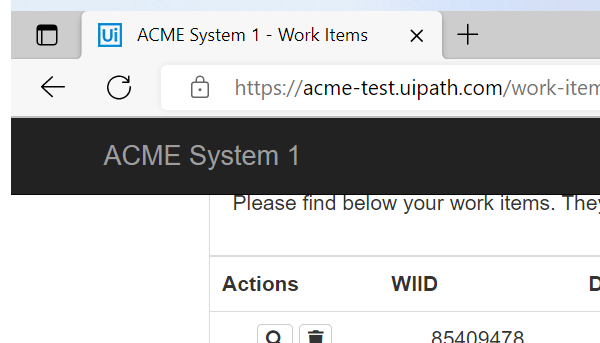 Ui ACME System 1 - Work Items
https://acme-test.uipath.com/work-item
ACME System 1
Please find below your work items. They
Actions WIID D
85409478